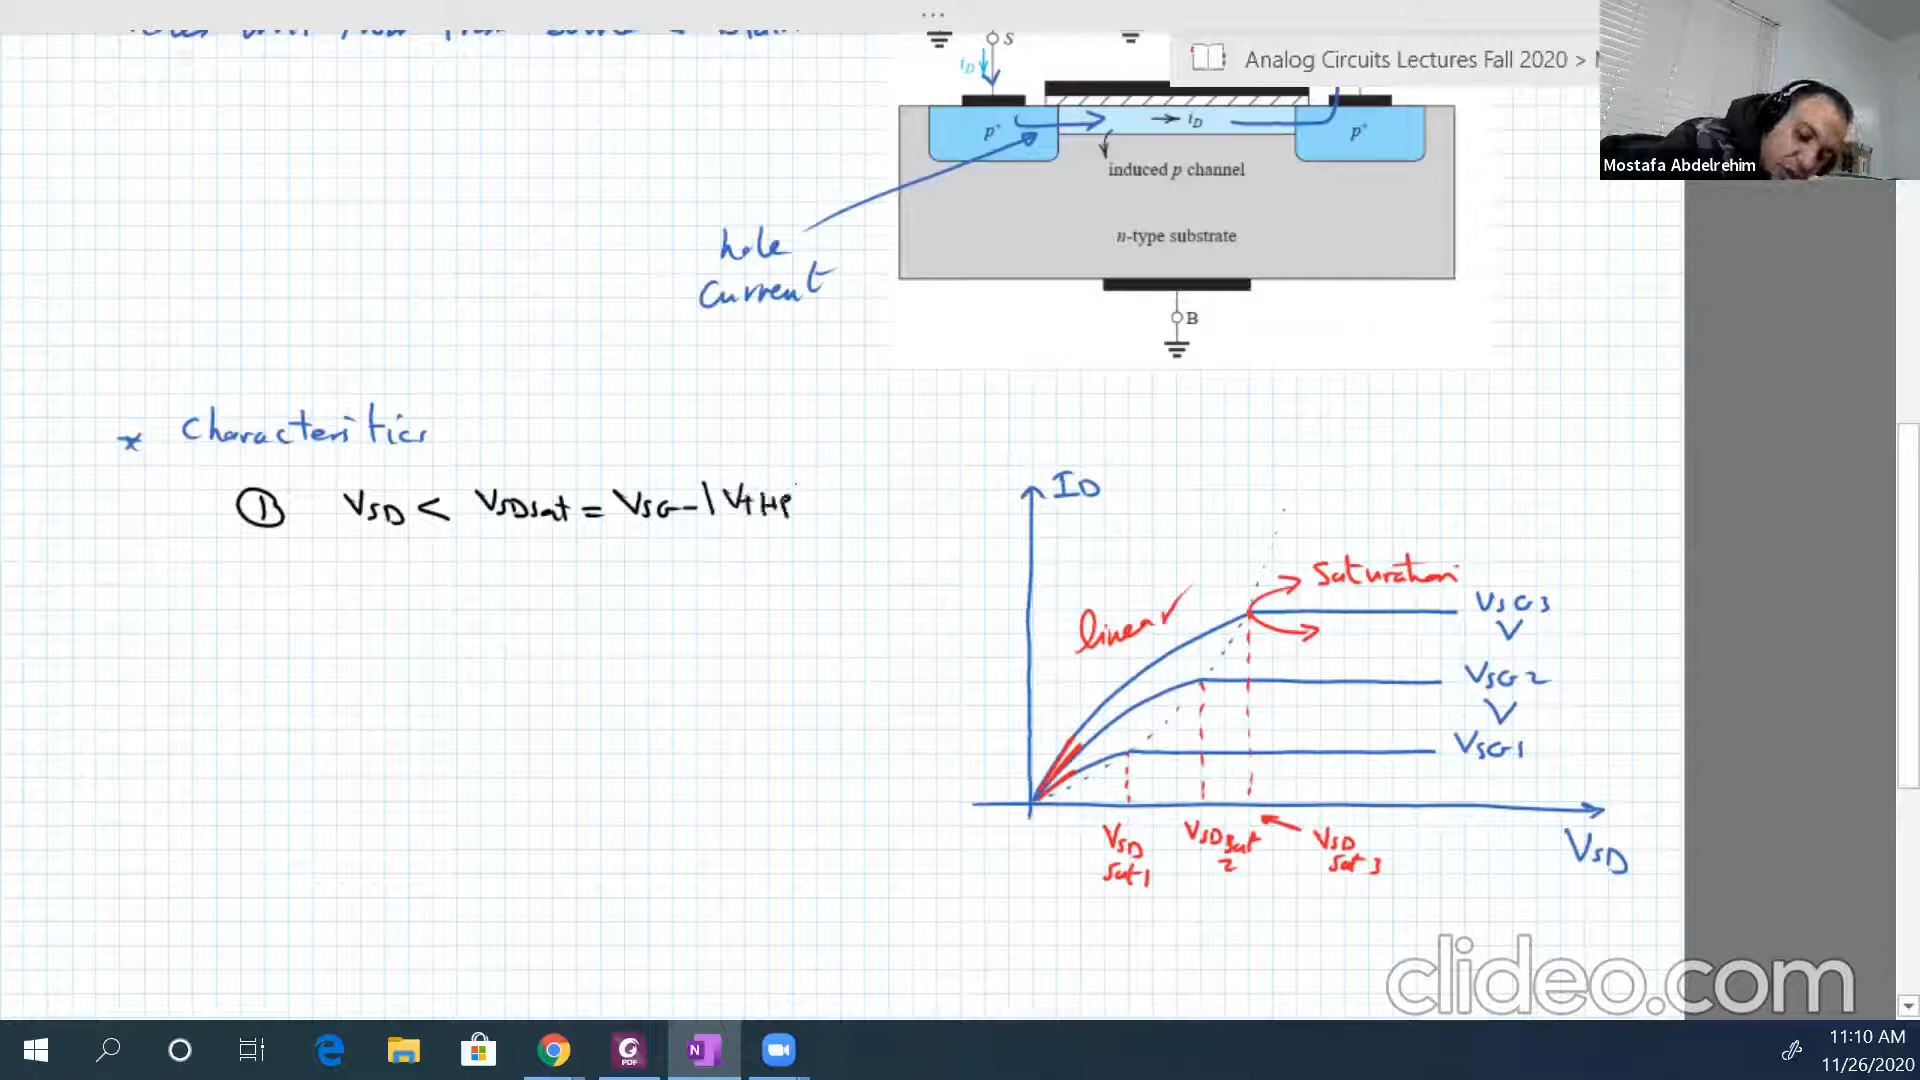 S
iD
Analog Circuits Lectures Fall 2020 >
p+
iD
p+
induced p channel
n-type substrate
B
hole
current
Mostafa Abdelrehim
* Characteristics
① VSD < VSDsat = VSG - | VTHP
ID
linear
saturation
VSG3
V
VSG2
V
VSG1
VSD
sat1
VSDsat
2
VSD
sat3
VSD
clideo.com
PDF
N
11:10 AM
11/26/2020